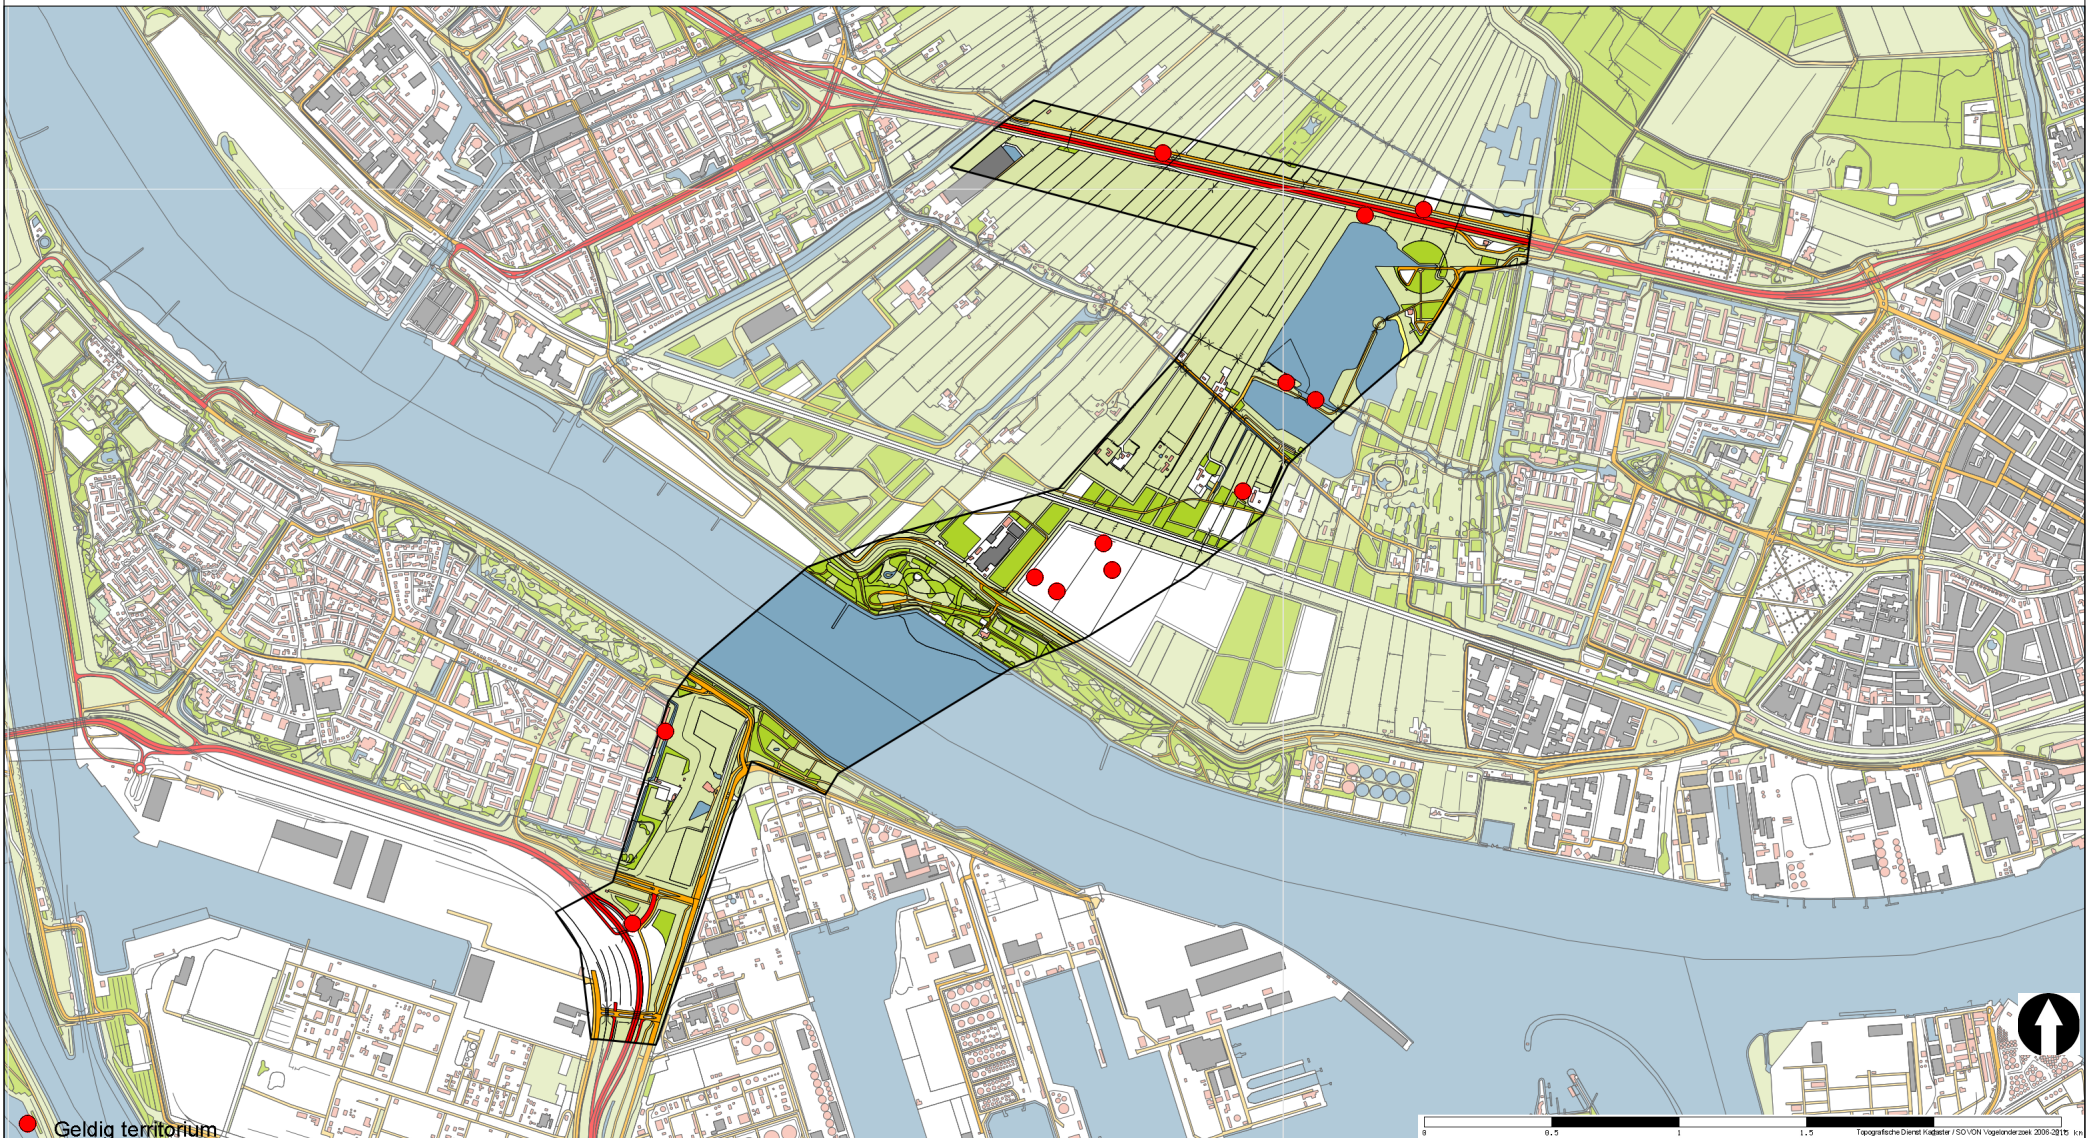 Geldig territorium
0 0.5 1 1.5
Topografische Dienst Kadaster / SOVON Vogelonderzoek 2006-2015 km